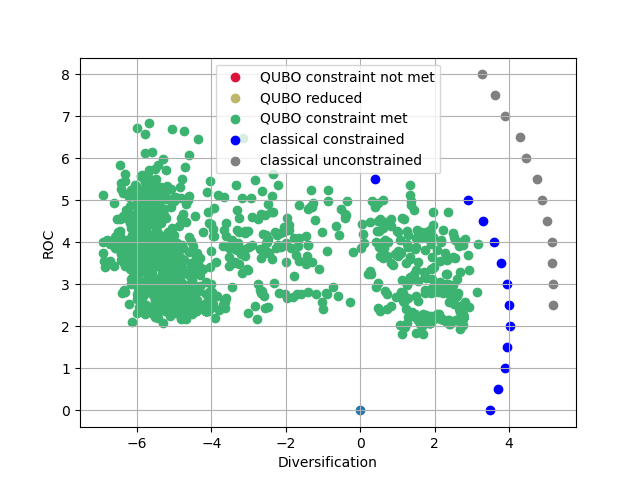 8
7
6
5
4
3
2
1
0
ROC
QUBO constraint not met
QUBO reduced
QUBO constraint met
classical constrained
classical unconstrained
−6 −4 −2 0 2 4
Diversification